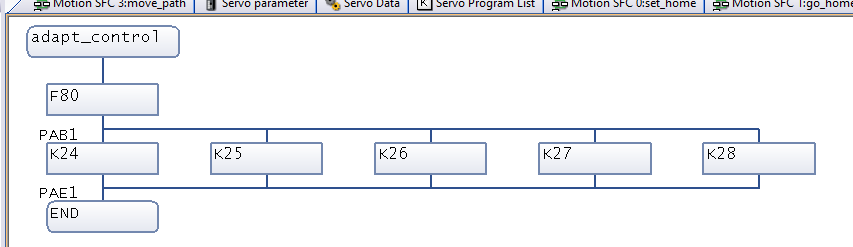 Motion SFC 3:move_path
Servo parameter
Servo Data
K Servo Program List
Motion SFC 0:set_home
Motion SFC 1:go_home
adapt_control
F80
PAB1
K24 K25 K26 K27 K28
PAE1
END